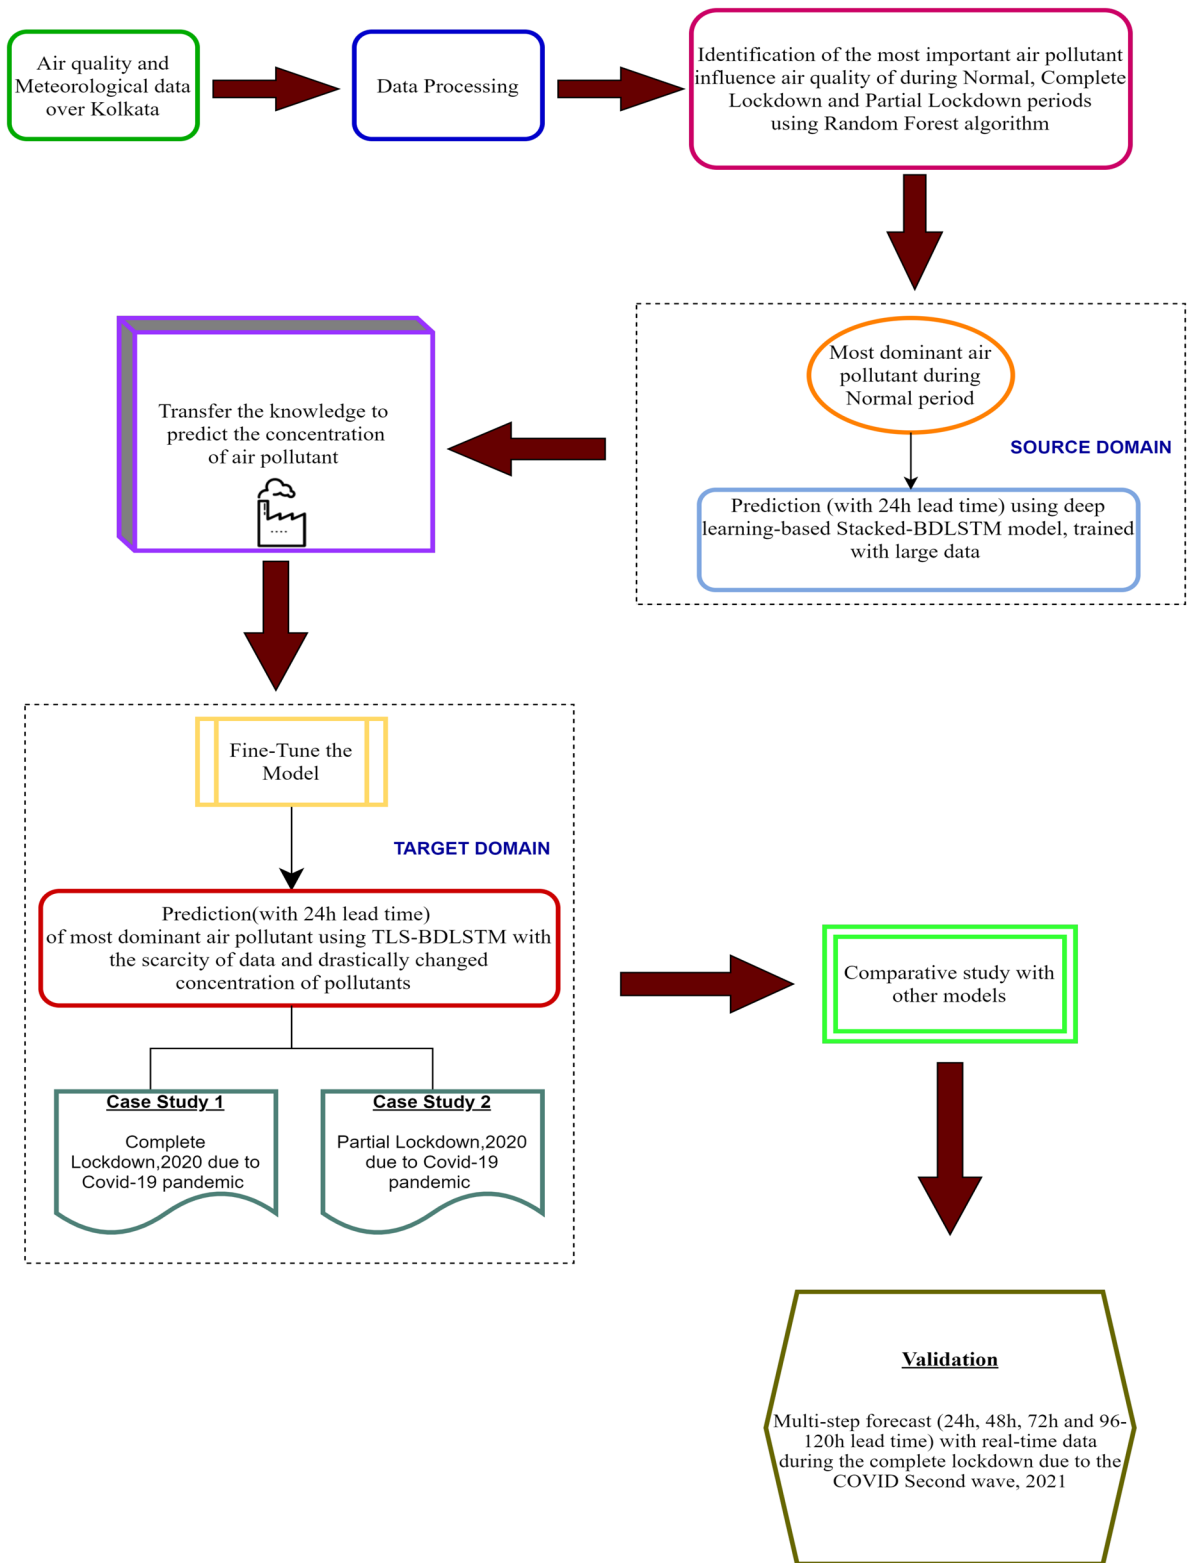 Air quality and
Meteorological data
over Kolkata
Data Processing
Identification of the most important air pollutant
influence air quality of during Normal, Complete
Lockdown and Partial Lockdown periods
using Random Forest algorithm
Most dominant air
pollutant during
Normal period
SOURCE DOMAIN
Prediction (with 24h lead time) using deep
learning-based Stacked-BDLSTM model, trained
with large data
Transfer the knowledge to
predict the concentration
of air pollutant
Fine-Tune the
Model
TARGET DOMAIN
Prediction(with 24h lead time)
of most dominant air pollutant using TLS-BDLSTM with
the scarcity of data and drastically changed
concentration of pollutants
Case Study 1
Complete
Lockdown,2020 due to
Covid-19 pandemic
Case Study 2
Partial Lockdown,2020
due to Covid-19
pandemic
Comparative study with
other models
Validation
Multi-step forecast (24h, 48h, 72h and 96-
120h lead time) with real-time data
during the complete lockdown due to the
COVID Second wave, 2021